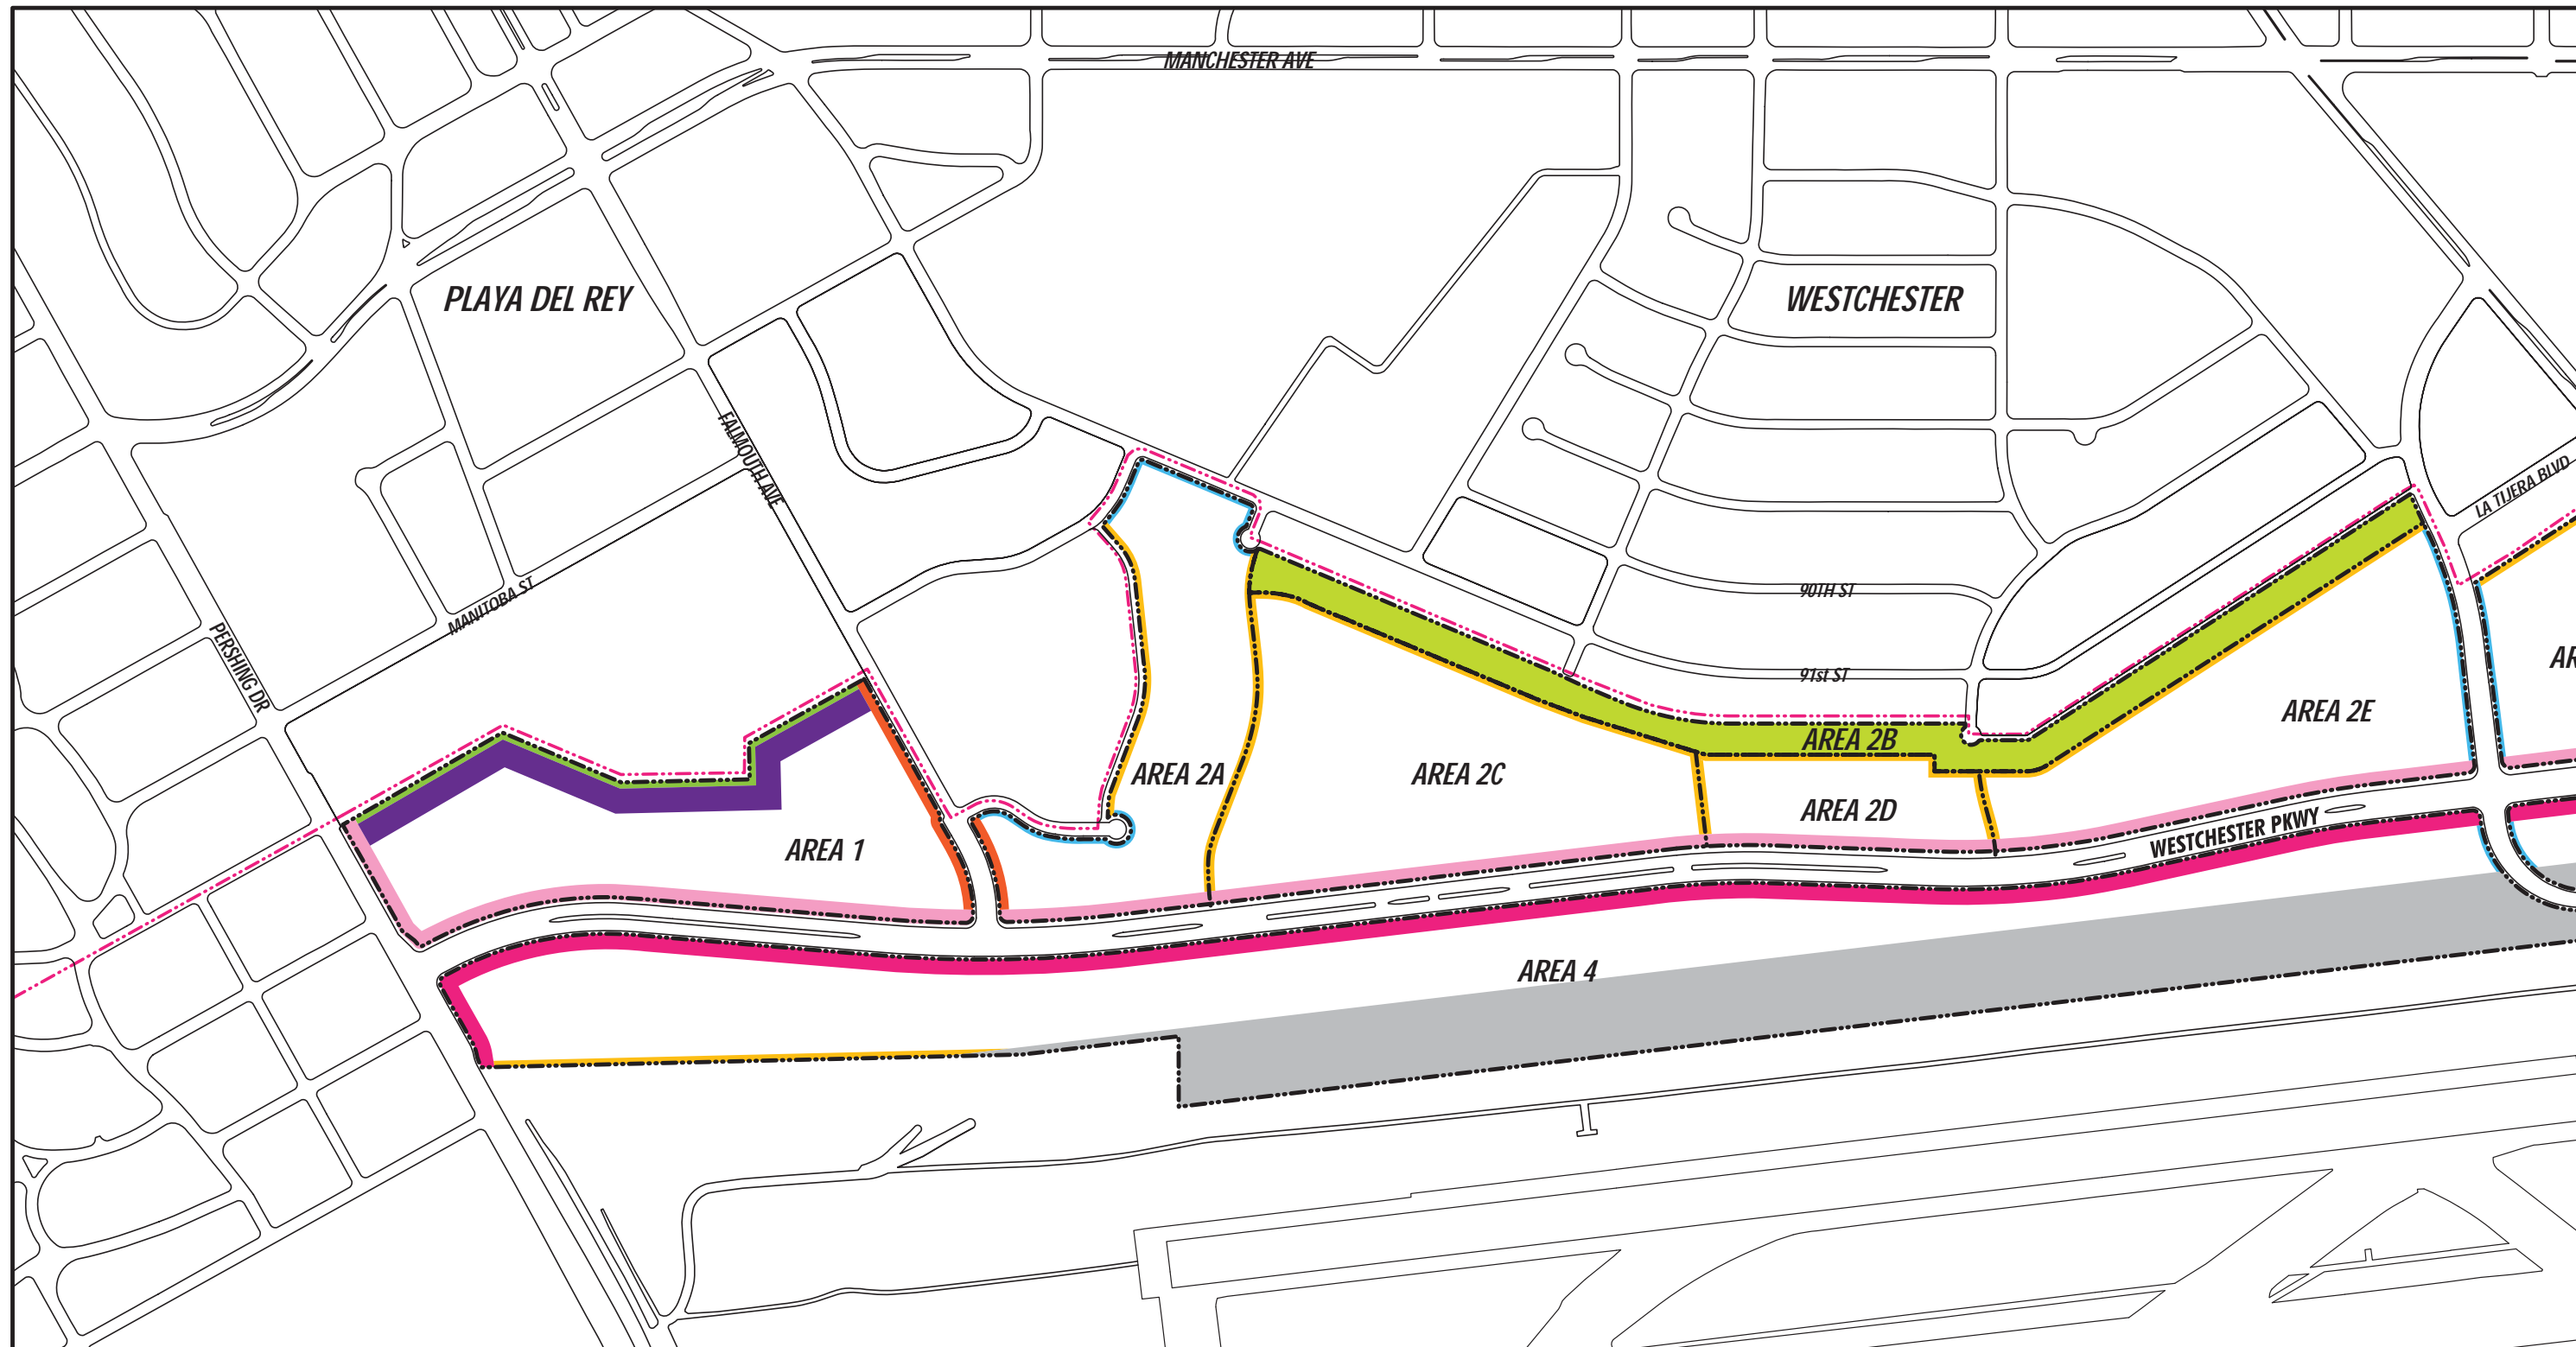 MANCHESTER AVE
PLAYA DEL REY
WESTCHESTER
FALMOUTH AVE
LA TIJERA BLVD
MANITOBA ST
90TH ST
PERSHING DR
91st ST
AR
AREA 2E
AREA 2B
AREA 2A
AREA 2C
AREA 2D
WESTCHESTER PKWY
AREA 1
AREA 4